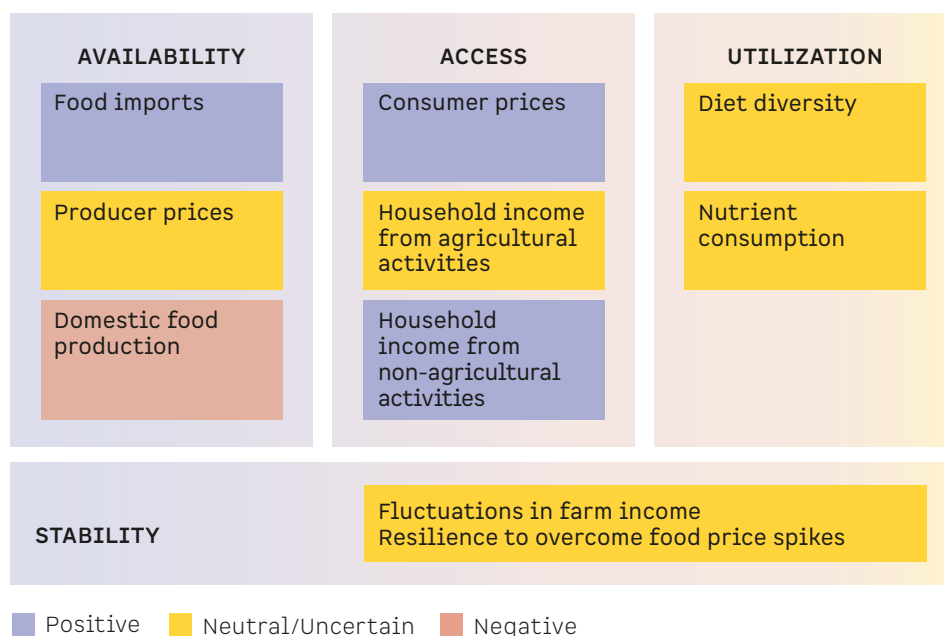 AVAILABILITY
Food imports
Producer prices
Domestic food
production
ACCESS
Consumer prices
Household income
from agricultural
activities
Household
income from
non-agricultural
activities
UTILIZATION
Diet diversity
Nutrient
consumption
STABILITY
Fluctuations in farm income
Resilience to overcome food price spikes
Positive
Neutral/Uncertain
Negative